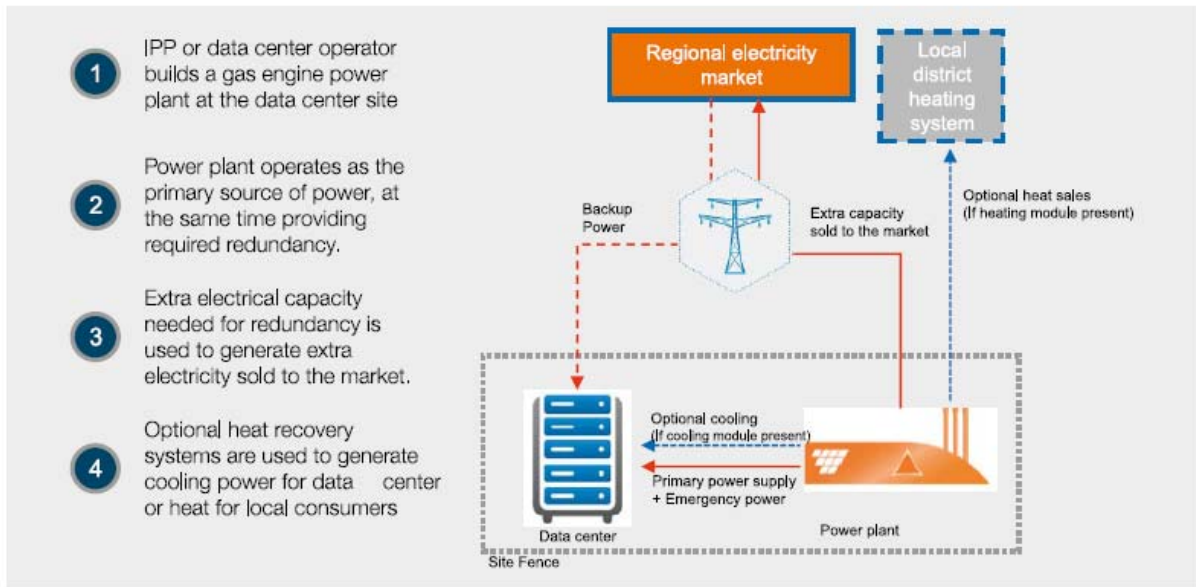 1
IPP or data center operator
builds a gas engine power
plant at the data center site
2
Power plant operates as the
primary source of power, at
the same time providing
required redundancy.
3
Extra electrical capacity
needed for redundancy is
used to generate extra
electricity sold to the market.
4
Optional heat recovery
systems are used to generate
cooling power for data center
or heat for local consumers
Regional electricity
market
Local
district
heating
system
Backup
Power
Extra capacity
sold to the market
Optional heat sales
(If heating module present)
Optional cooling
(If cooling module present)
Primary power supply
+ Emergency power
Data center
Power plant
Site Fence